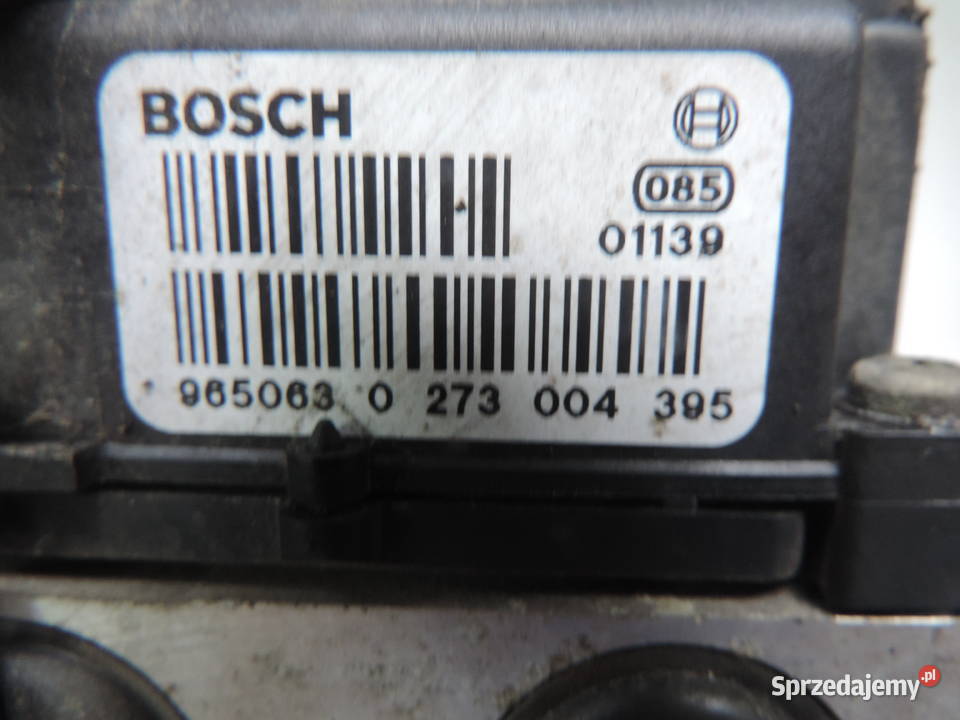 BOSCH
085
01139
965063 0 273 004 395
Sprzedajemy.pl